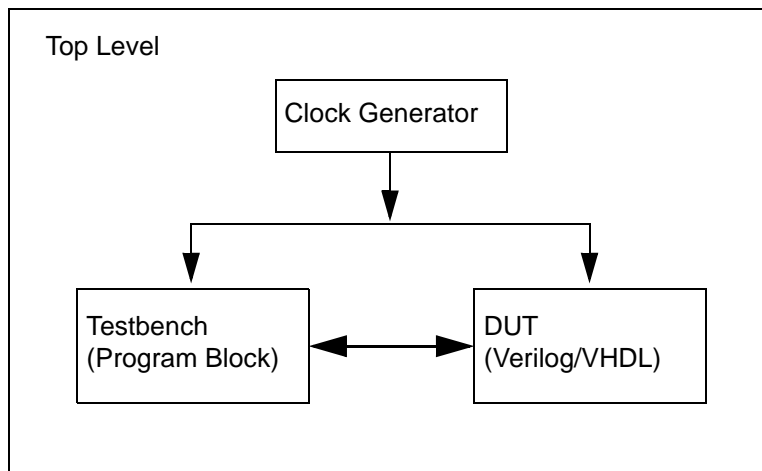 Top Level
Clock Generator
Testbench
(Program Block)
DUT
(Verilog/VHDL)